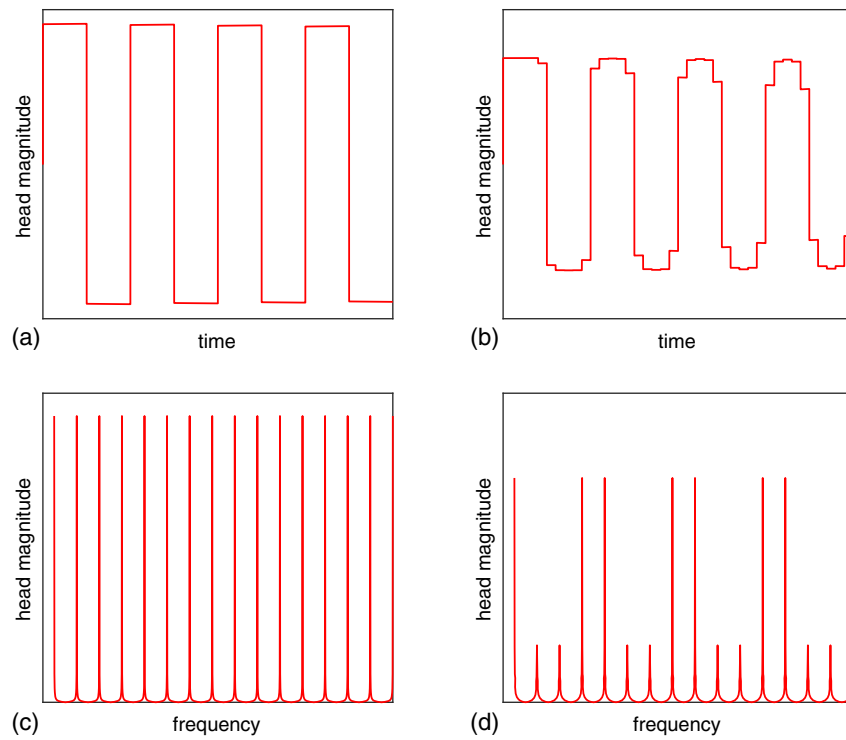 head magnitude
(a)
time
head magnitude
(b)
time
head magnitude
(c)
frequency
head magnitude
(d)
frequency